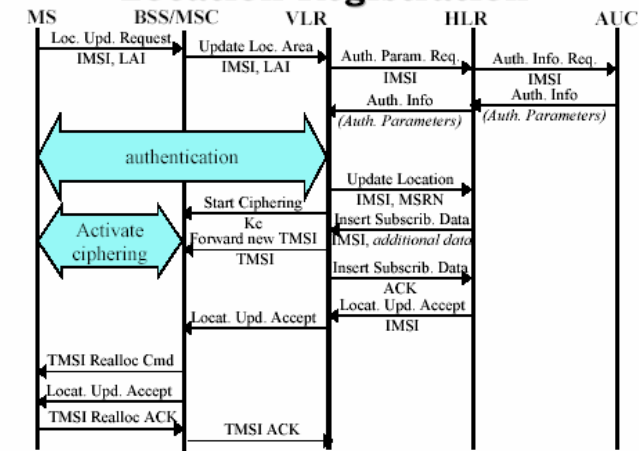 MS BSS/MSC VLR HLR AUC
Loc. Upd. Request
IMSI, LAI
Update Loc. Area
IMSI, LAI
Auth. Param. Req.
IMSI
Auth. Info. Req.
IMSI
Auth. Info
(Auth. Parameters)
Auth. Info
(Auth. Parameters)
authentication
Update Location
IMSI, MSRN
Start Ciphering
Kc
Insert Subscrib. Data
IMSI, additional data
Activate
ciphering
Forward new TMSI
TMSI
Insert Subscrib. Data
ACK
Locat. Upd. Accept
IMSI
Locat. Upd. Accept
TMSI Realloc Cmd
Locat. Upd. Accept
TMSI Realloc ACK
TMSI ACK